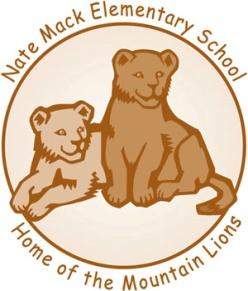 Nate Mack Elementary School
Home of the Mountain Lions